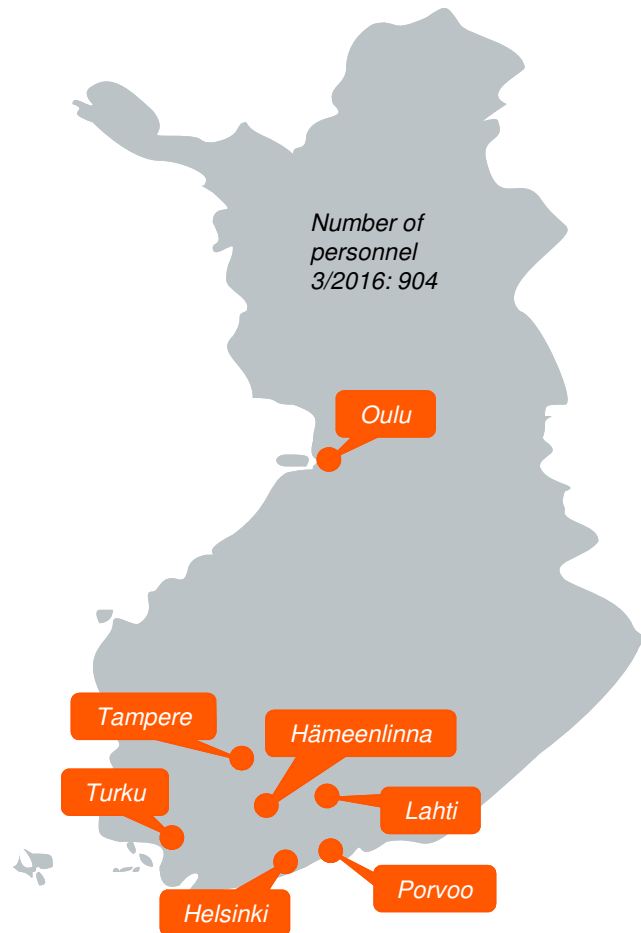 Number of
personnel
3/2016: 904
Oulu
Tampere
Hämeenlinna
Turku
Lahti
Porvoo
Helsinki